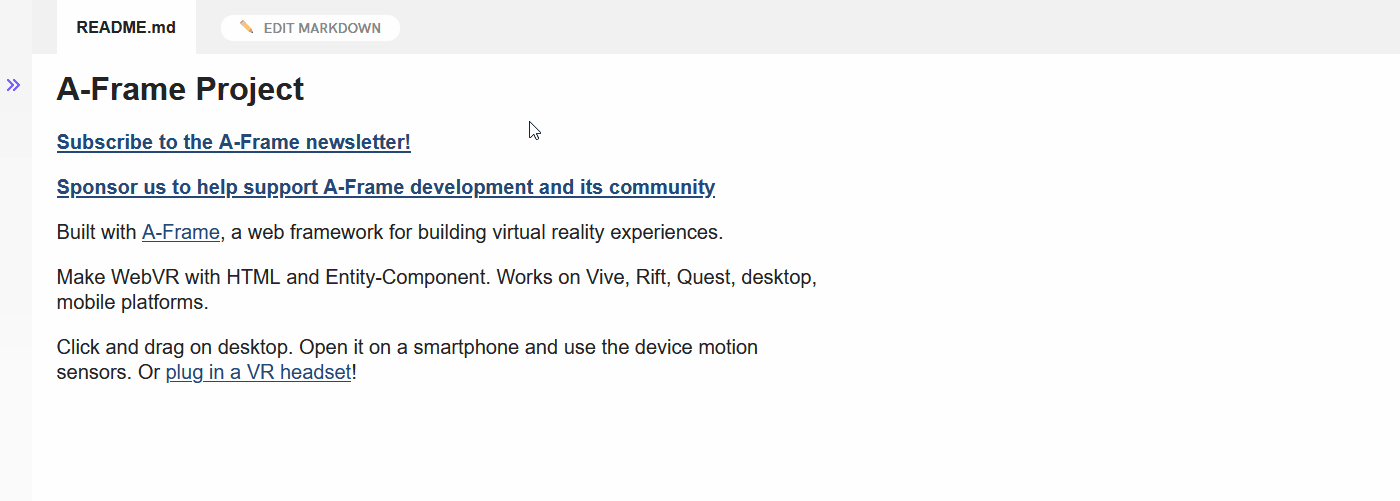 README.md EDIT MARKDOWN
A-Frame Project
Subscribe to the A-Frame newsletter!
Sponsor us to help support A-Frame development and its community
Built with A-Frame, a web framework for building virtual reality experiences.
Make WebVR with HTML and Entity-Component. Works on Vive, Rift, Quest, desktop,
mobile platforms.
Click and drag on desktop. Open it on a smartphone and use the device motion
sensors. Or plug in a VR headset!